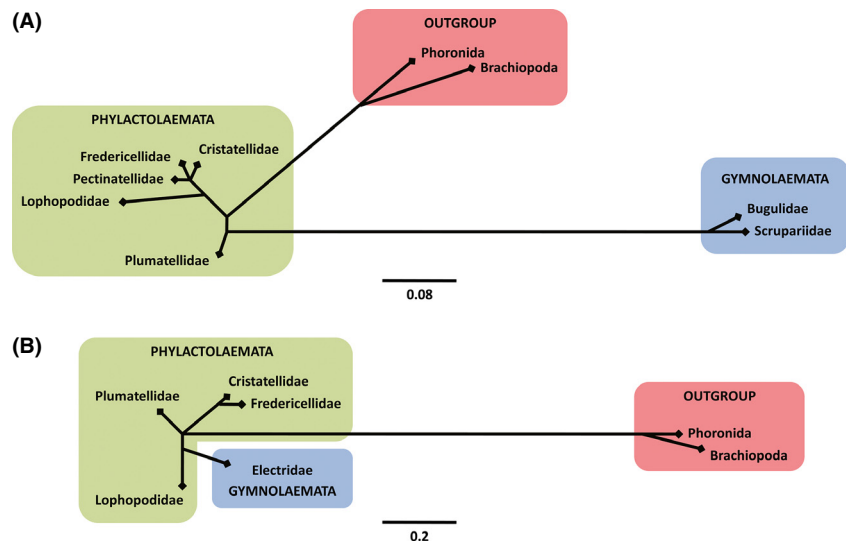 (A)
OUTGROUP
Phoronida
Brachiopoda
PHYLACTOLAEMATA
Fredericellidae
Cristatellidae
Pectinatellidae
Lophopodidae
Plumatellidae
GYMNOLAEMATA
Bugulidae
Scrupariidae
0.08
(B)
PHYLACTOLAEMATA
Cristatellidae
Plumatellidae
Fredericellidae
OUTGROUP
Phoronida
Brachiopoda
Electridae
GYMNOLAEMATA
Lophopodidae
0.2